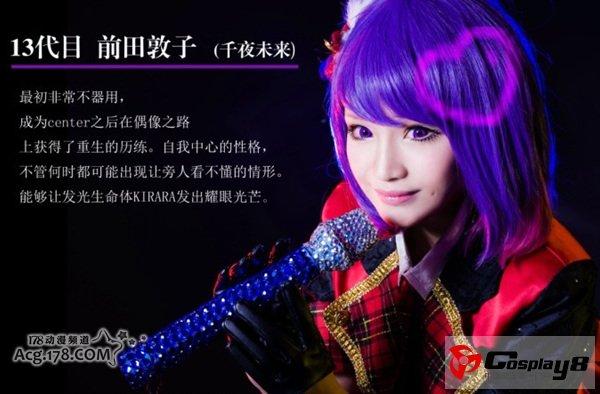 13代目 前田敦子 (千夜未来)
最初非常不器用，
成为center之后在偶像之路
上获得了重生的历练。自我中心的性格，
不管何时都可能出现让旁人看不懂的情形。
能够让发光生命体KIRARA发出耀眼光芒。
178动漫频道
Acg.178.COM
Cosplay8